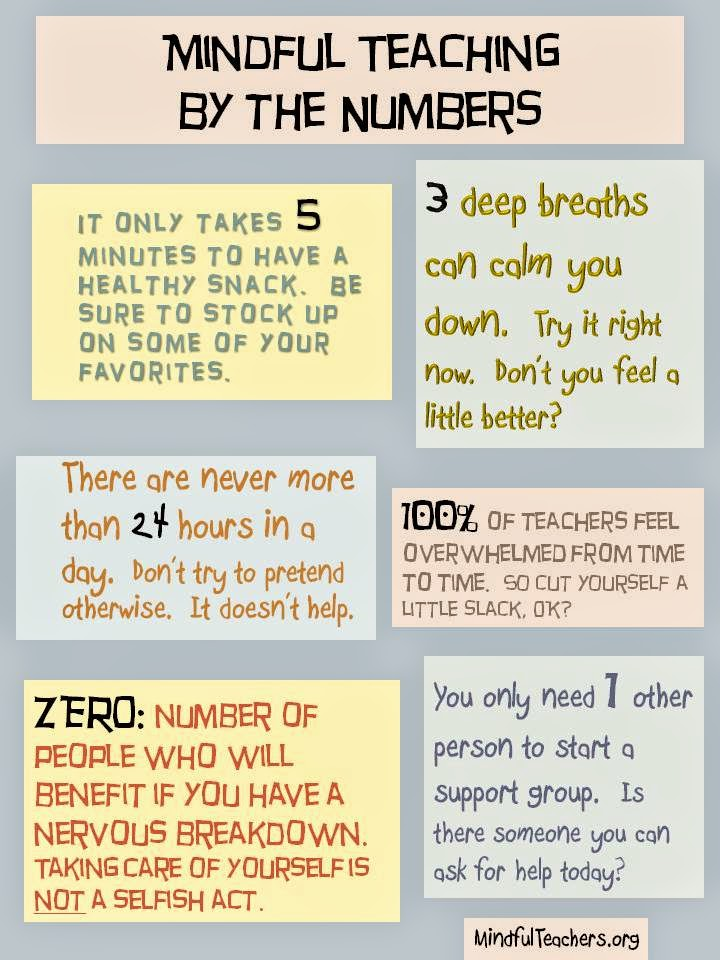 MINDFUL TEACHING
BY THE NUMBERS
IT ONLY TAKES 5
MINUTES TO HAVE A
HEALTHY SNACK. BE
SURE TO STOCK UP
ON SOME OF YOUR
FAVORITES.
3 deep breaths
can calm you
down. Try it right
now. Don't you feel a
little better?
There are never more
than 24 hours in a
day. Don't try to pretend
otherwise. It doesn't help.
100% OF TEACHERS FEEL
OVERWHELMED FROM TIME
TO TIME. SO CUT YOURSELF A
LITTLE SLACK, OK?
ZERO: NUMBER OF
PEOPLE WHO WILL
BENEFIT IF YOU HAVE A
NERVOUS BREAKDOWN.
TAKING CARE OF YOURSELF IS
NOT A SELFISH ACT.
You only need 1 other
person to start a
support group. Is
there someone you can
ask for help today?
MindfulTeachers.org